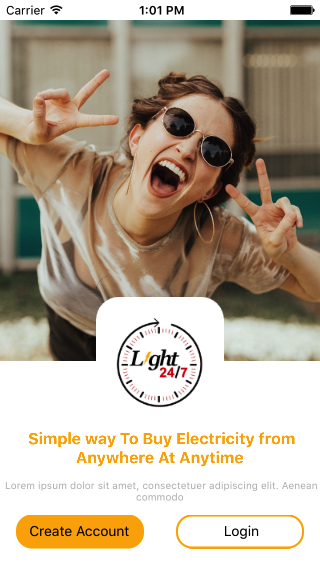 Carrier 1:01 PM
Light
24/7
Simple way To Buy Electricity from
Anywhere At Anytime
Lorem ipsum dolor sit amet, consectetuer adipiscing elit. Aenean
commodo
Create Account Login